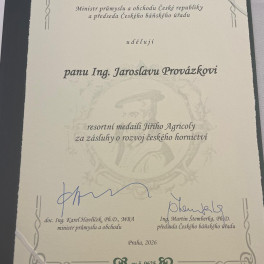 Ministr průmyslu a obchodu České republiky
a předseda Českého báňského úřadu
udělují
panu Ing. Jaroslavu Provázkovi
resortní medaili Jiřího Agricoly
za zásluhy o rozvoj českého hornictví
doc. Ing. Karel Havlíček, Ph.D., MBA
ministr průmyslu a obchodu
Ing. Martin Štemberka, Ph.D.
předseda Českého báňského úřadu
Praha, 2026